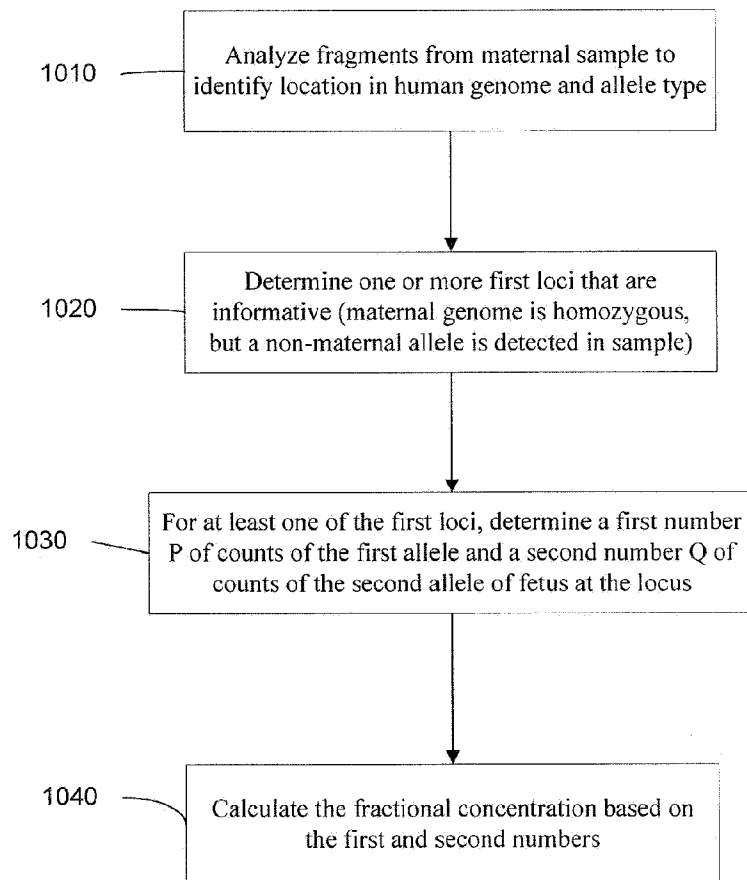 1010
Analyze fragments from maternal sample to
identify location in human genome and allele type
1020
Determine one or more first loci that are
informative (maternal genome is homozygous,
but a non-maternal allele is detected in sample)
1030
For at least one of the first loci, determine a first number
P of counts of the first allele and a second number Q of
counts of the second allele of fetus at the locus
1040
Calculate the fractional concentration based on
the first and second numbers